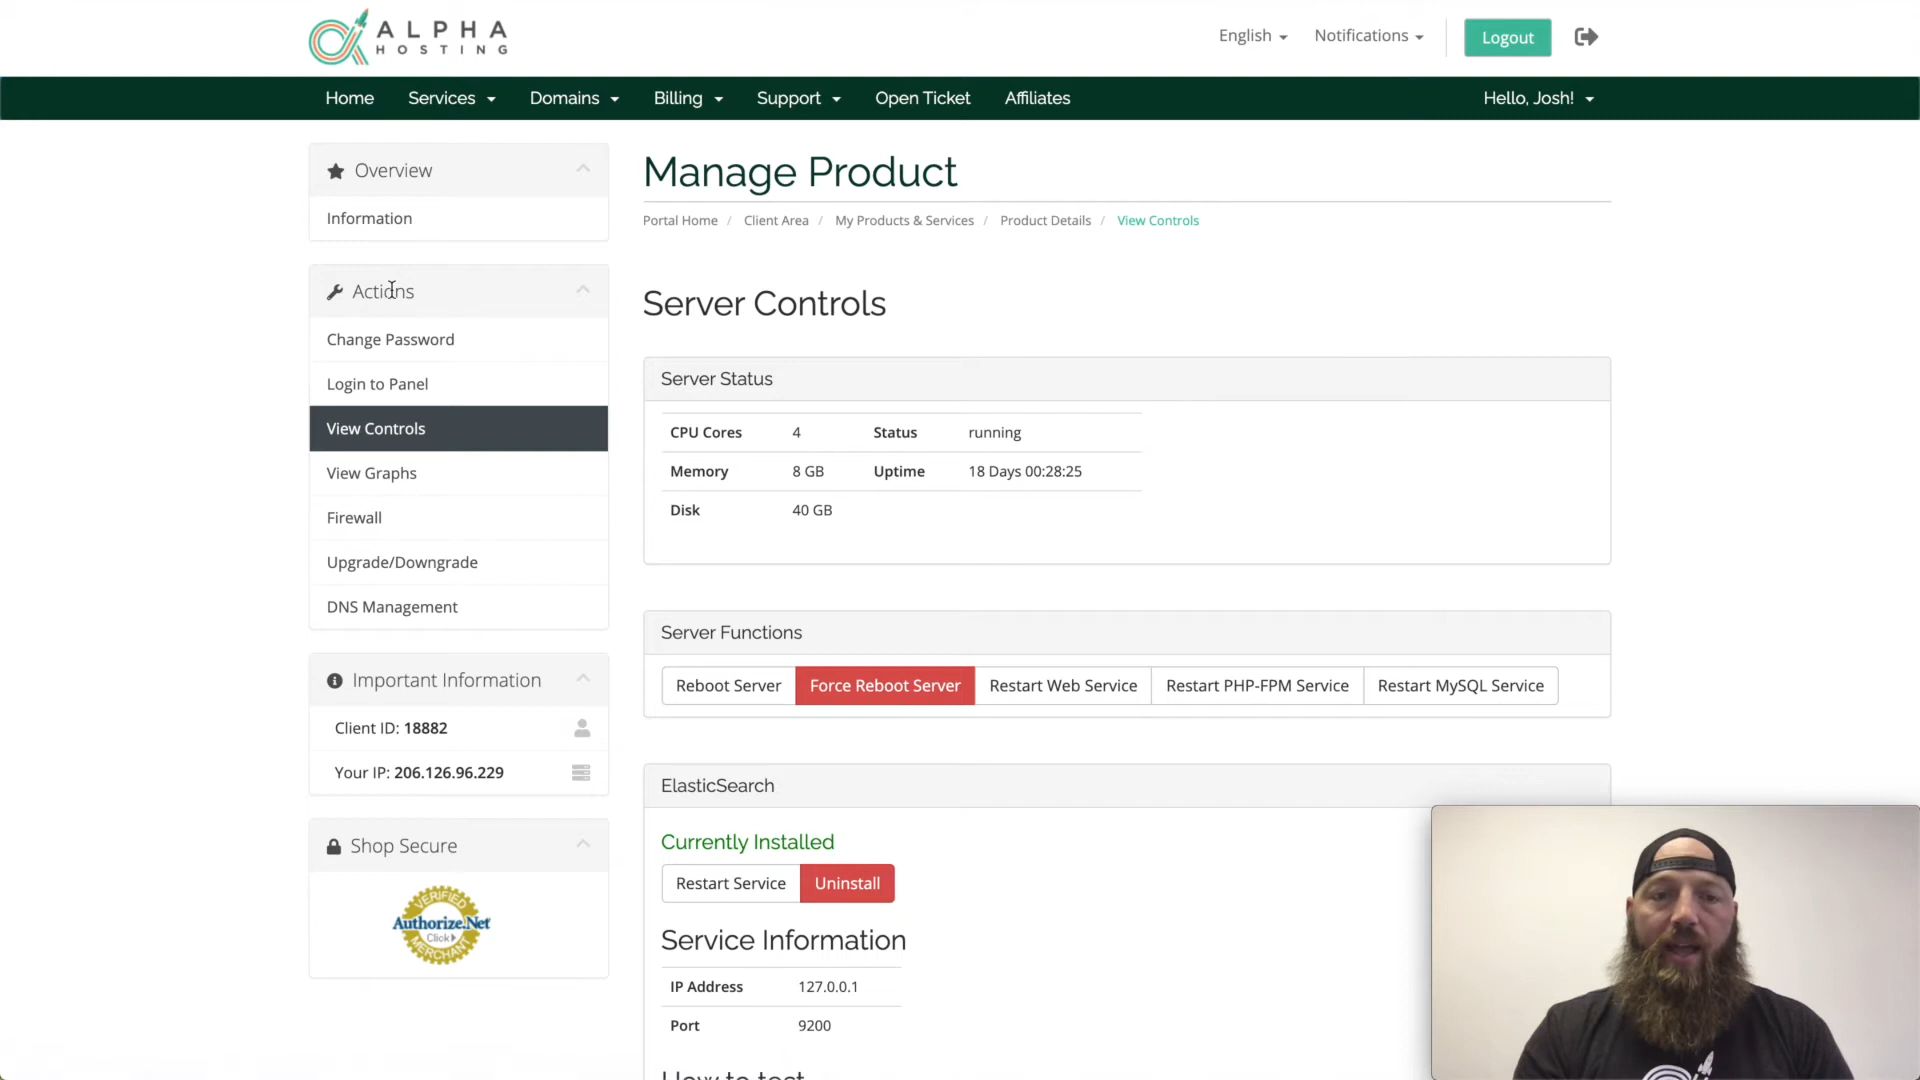 ALPHA
HOSTING
English
Notifications
Logout
Home
Services
Domains
Billing
Support
Open Ticket
Affiliates
Hello, Josh!
Overview
Information
Actions
Change Password
Login to Panel
View Controls
View Graphs
Firewall
Upgrade/Downgrade
DNS Management
Important Information
Client ID: 18882
Your IP: 206.126.96.229
Shop Secure
VERIFIED
Authorize.Net
Click
MERCHANT
Manage Product
Portal Home / Client Area / My Products & Services / Product Details / View Controls
Server Controls
Server Status
CPU Cores 4 Status running
Memory 8 GB Uptime 18 Days 00:28:25
Disk 40 GB
Server Functions
Reboot Server Force Reboot Server Restart Web Service Restart PHP-FPM Service Restart MySQL Service
ElasticSearch
Currently Installed
Restart Service Uninstall
Service Information
IP Address 127.0.0.1
Port 9200
How to test